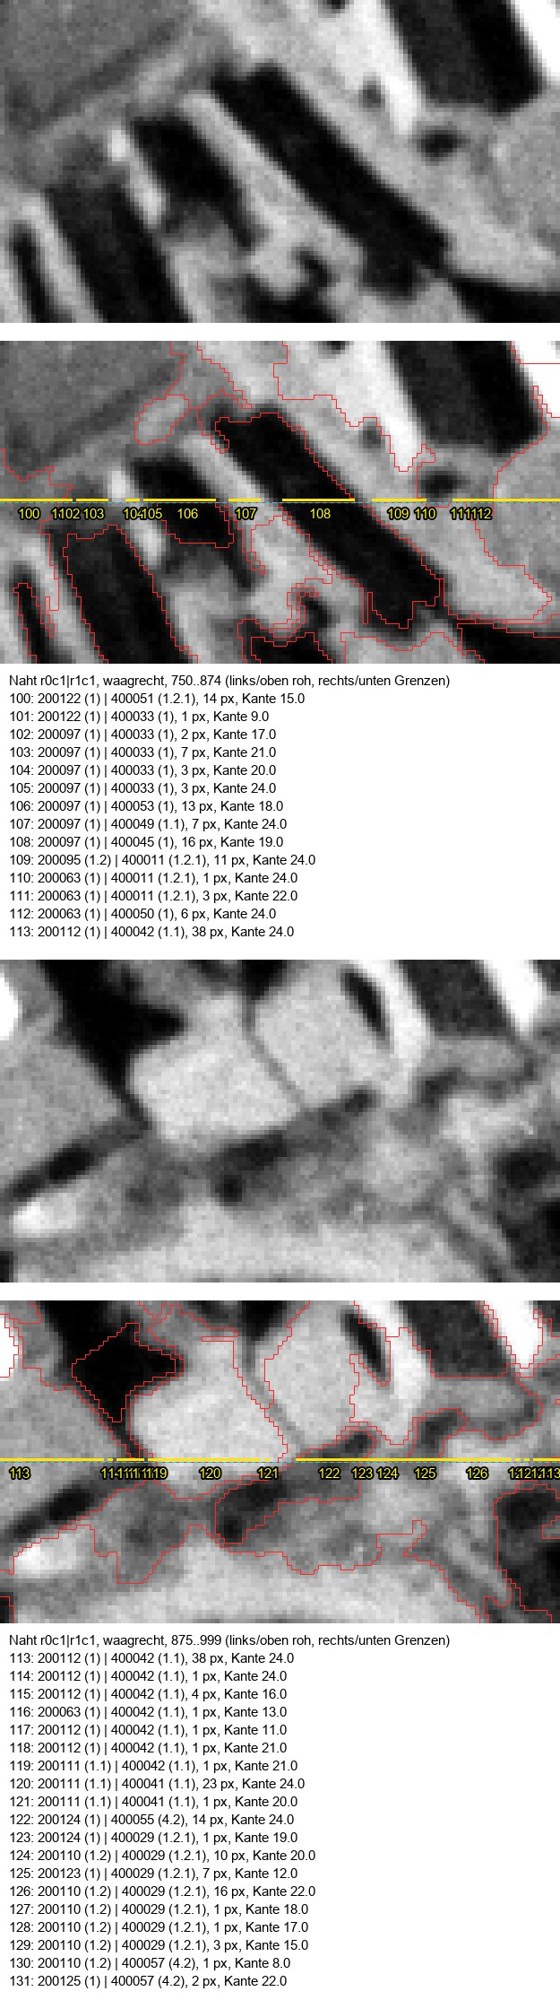 100 1102 103 104 105 106 107 108 109 110 111112
Naht r0c1|r1c1, waagrecht, 750..874 (links/oben roh, rechts/unten Grenzen)
100: 200122 (1) | 400051 (1.2.1), 14 px, Kante 15.0
101: 200122 (1) | 400033 (1), 1 px, Kante 9.0
102: 200097 (1) | 400033 (1), 2 px, Kante 17.0
103: 200097 (1) | 400033 (1), 7 px, Kante 21.0
104: 200097 (1) | 400033 (1), 3 px, Kante 20.0
105: 200097 (1) | 400033 (1), 3 px, Kante 24.0
106: 200097 (1) | 400053 (1), 13 px, Kante 18.0
107: 200097 (1) | 400049 (1.1), 7 px, Kante 24.0
108: 200097 (1) | 400045 (1), 16 px, Kante 19.0
109: 200095 (1.2) | 400011 (1.2.1), 11 px, Kante 24.0
110: 200063 (1) | 400011 (1.2.1), 1 px, Kante 24.0
111: 200063 (1) | 400011 (1.2.1), 3 px, Kante 22.0
112: 200063 (1) | 400050 (1), 6 px, Kante 24.0
113: 200112 (1) | 400042 (1.1), 38 px, Kante 24.0
113 119 120 121 122 123 124 125 126
Naht r0c1|r1c1, waagrecht, 875..999 (links/oben roh, rechts/unten Grenzen)
113: 200112 (1) | 400042 (1.1), 38 px, Kante 24.0
114: 200112 (1) | 400042 (1.1), 1 px, Kante 24.0
115: 200112 (1) | 400042 (1.1), 4 px, Kante 16.0
116: 200063 (1) | 400042 (1.1), 1 px, Kante 13.0
117: 200112 (1) | 400042 (1.1), 1 px, Kante 11.0
118: 200112 (1) | 400042 (1.1), 1 px, Kante 21.0
119: 200111 (1.1) | 400042 (1.1), 1 px, Kante 21.0
120: 200111 (1.1) | 400041 (1.1), 23 px, Kante 24.0
121: 200111 (1.1) | 400041 (1.1), 1 px, Kante 20.0
122: 200124 (1) | 400055 (4.2), 14 px, Kante 24.0
123: 200124 (1) | 400029 (1.2.1), 1 px, Kante 19.0
124: 200110 (1.2) | 400029 (1.2.1), 10 px, Kante 20.0
125: 200123 (1) | 400029 (1.2.1), 7 px, Kante 12.0
126: 200110 (1.2) | 400029 (1.2.1), 16 px, Kante 22.0
127: 200110 (1.2) | 400029 (1.2.1), 1 px, Kante 18.0
128: 200110 (1.2) | 400029 (1.2.1), 1 px, Kante 17.0
129: 200110 (1.2) | 400029 (1.2.1), 3 px, Kante 15.0
130: 200110 (1.2) | 400057 (4.2), 1 px, Kante 8.0
131: 200125 (1) | 400057 (4.2), 2 px, Kante 22.0